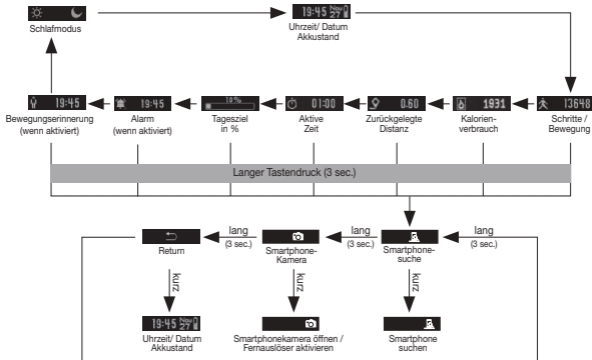 19:45 Nov 27
Schlafmodus
Uhrzeit/ Datum
Akkustand
19:45
19:45
18%
01:00
0.60
1931
13648
Bewegungserinnerung
(wenn aktiviert)
Alarm
(wenn aktiviert)
Tagesziel
in %
Aktive
Zeit
Zurückgelegte
Distanz
Kalorien-
verbrauch
Schritte /
Bewegung
Langer Tastendruck (3 sec.)
lang
(3 sec.)
lang
(3 sec.)
lang
(3 sec.)
Return
Smartphone-
Kamera
Smartphone-
suche
kurz
kurz
kurz
19:45 Nov 27
Uhrzeit/ Datum
Akkustand
Smartphonekamera öffnen /
Fernauslöser aktivieren
Smartphone
suchen